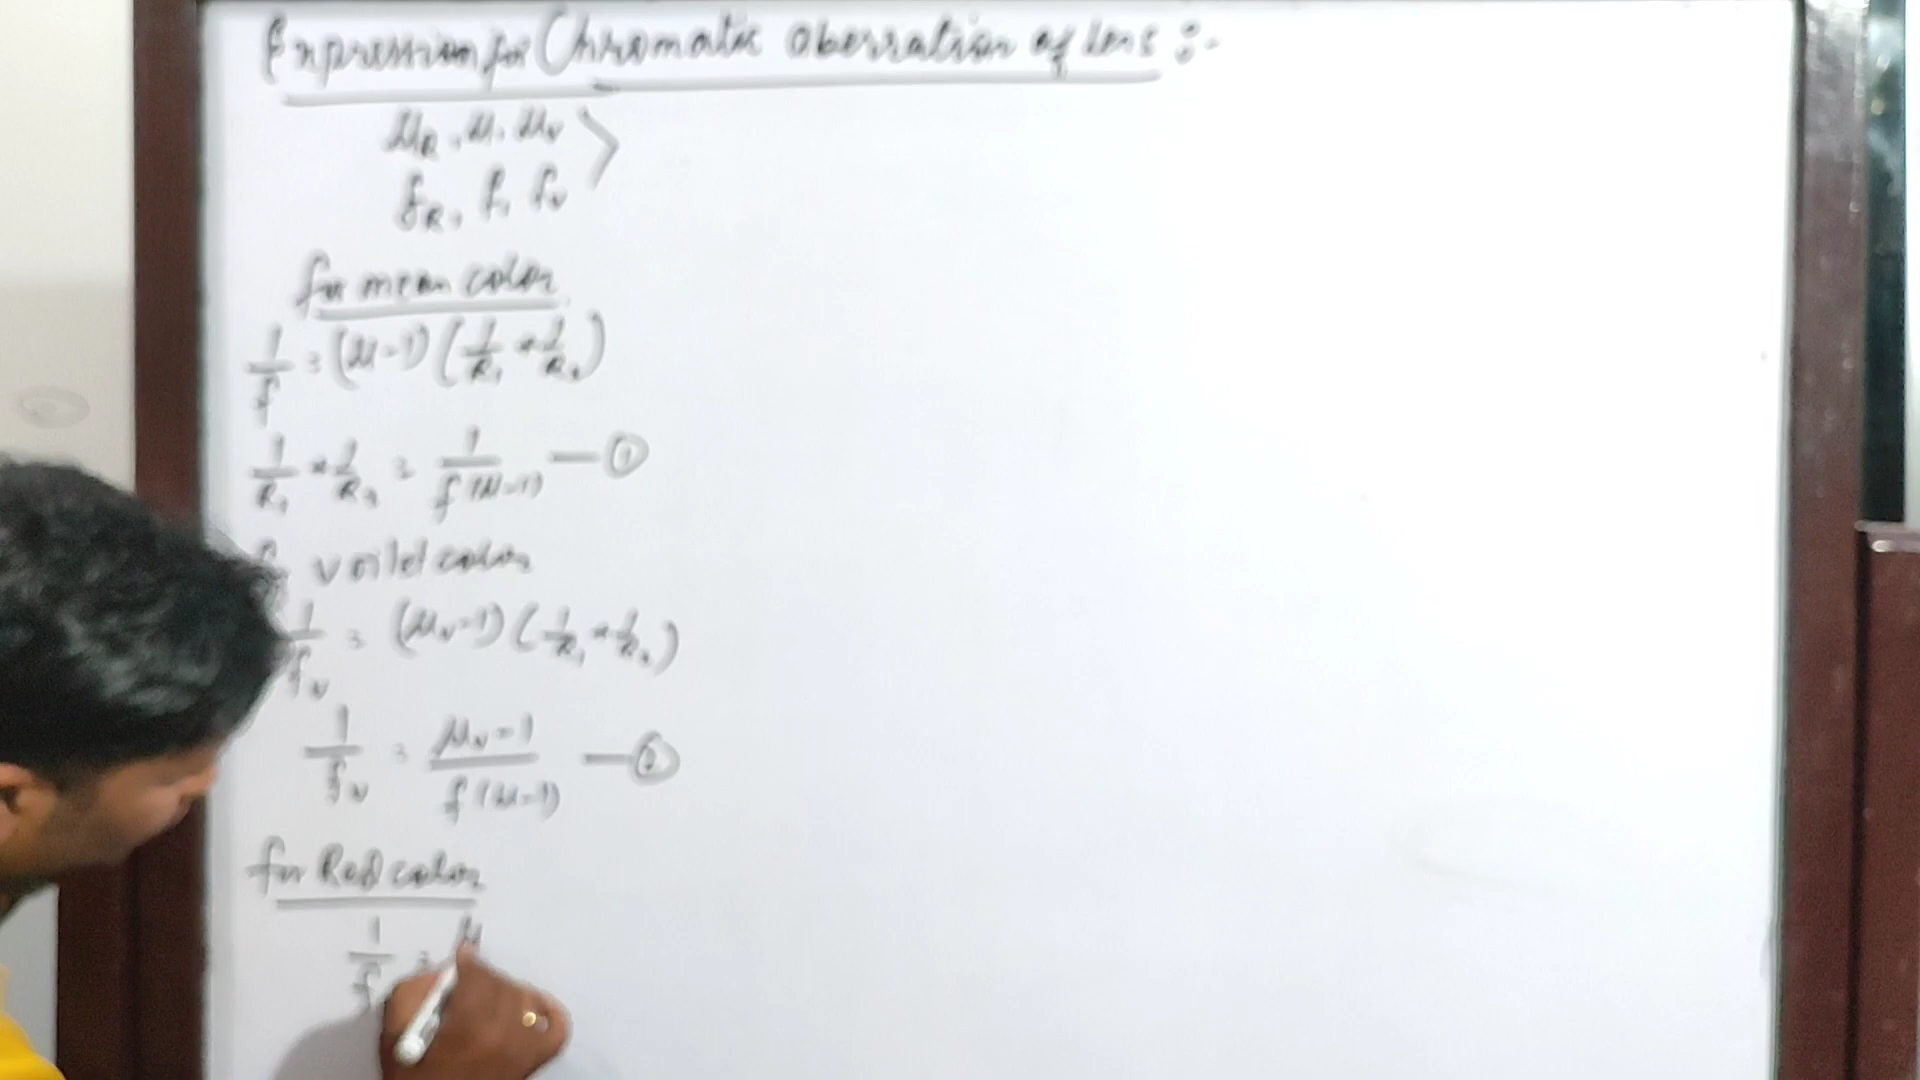 Expression for Chromatic aberration of lens :-
μR, μ, μv
fR, f, fv
for mean color
1/f = (μ-1) (1/R₁ + 1/R₂)
1/R₁ + 1/R₂ = 1/f(μ-1) — ①
voilet color
1/fv = (μv-1) (1/R₁ + 1/R₂)
1/fv = μv-1/f(μ-1) — ②
for Red color
1/f = μ